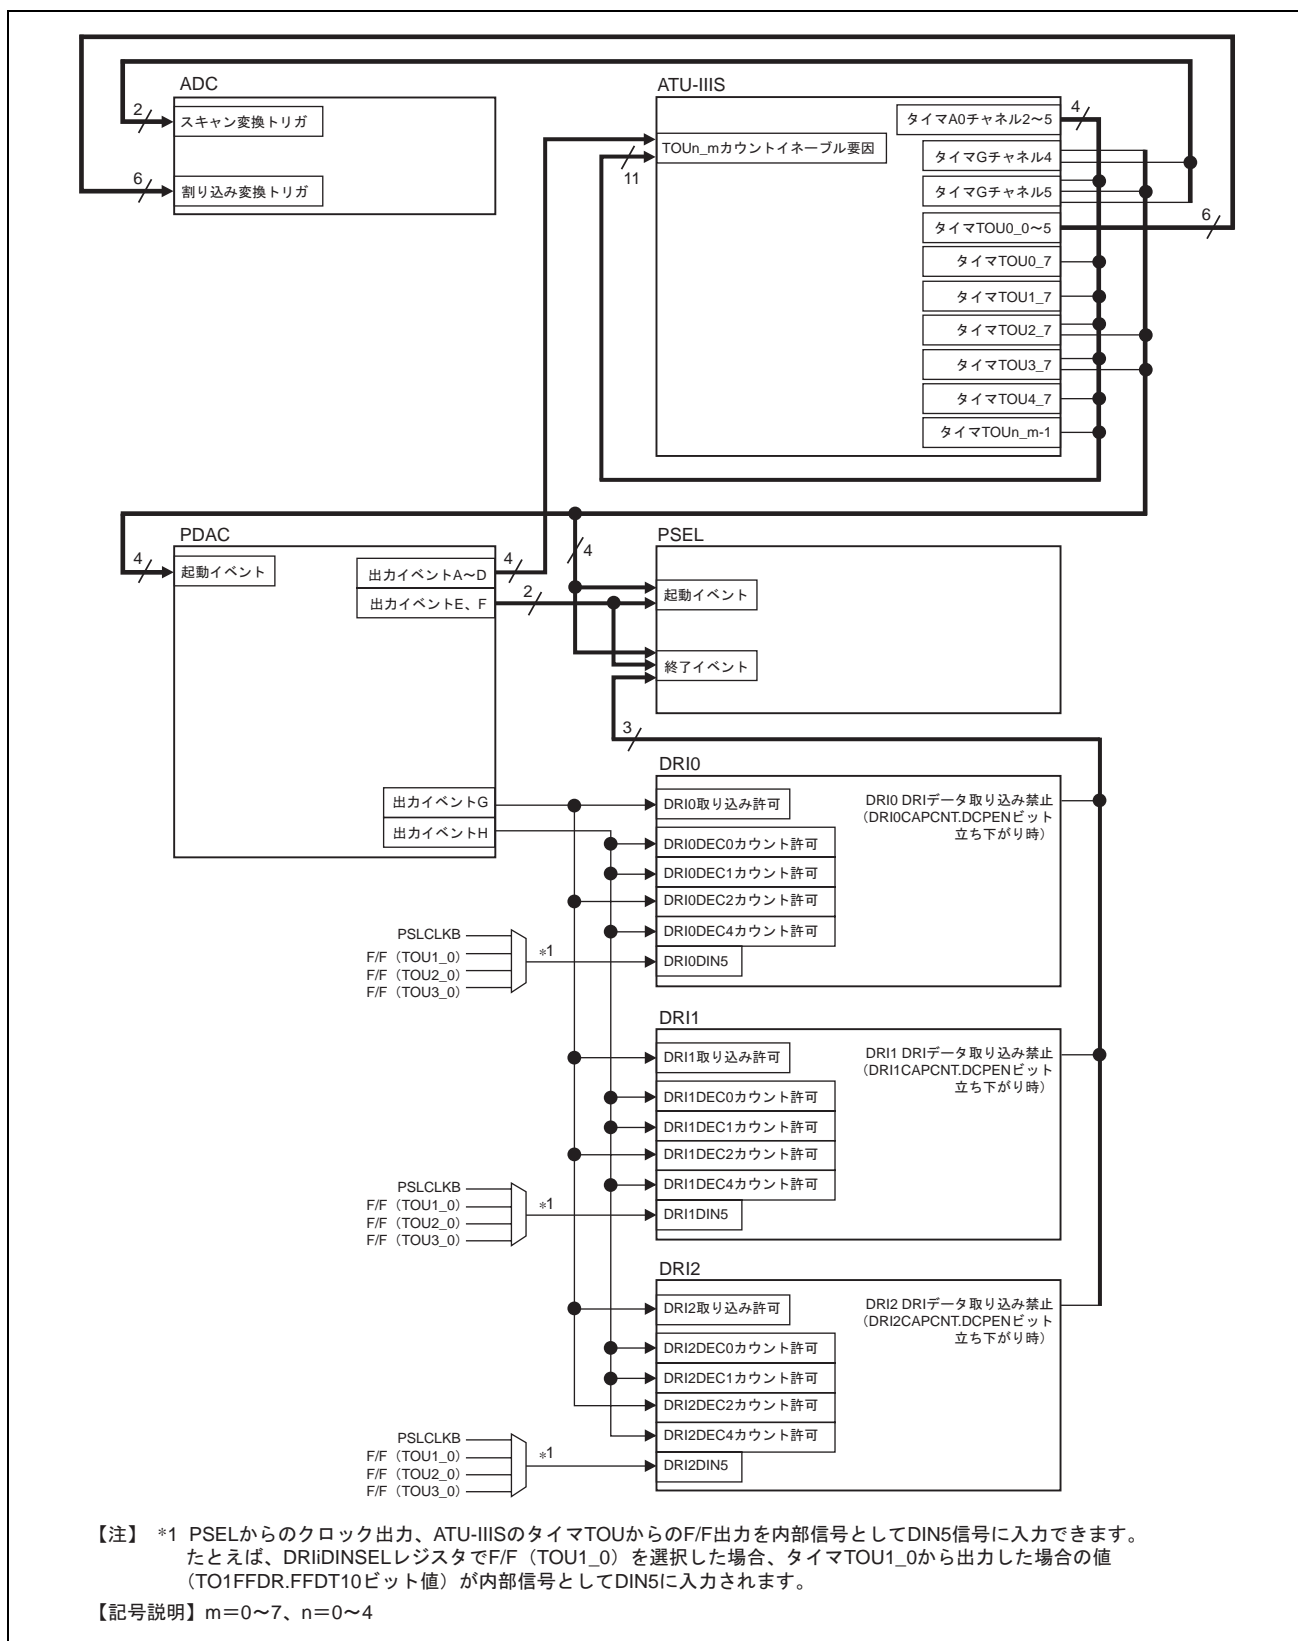 ADC
2
スキャン変換トリガ
6
割り込み変換トリガ
ATU-IIIS
TOUn_mカウントイネーブル要因
11
タイマA0チャネル2～5
4
タイマGチャネル4
タイマGチャネル5
タイマTOU0_0～5
6
タイマTOU0_7
タイマTOU1_7
タイマTOU2_7
タイマTOU3_7
タイマTOU4_7
タイマTOUn_m-1
PDAC
4
起動イベント
出力イベントA～D
4
出力イベントE、F
2
出力イベントG
出力イベントH
4
PSEL
起動イベント
終了イベント
3
DRI0
DRI0取り込み許可
DRI0DEC0カウント許可
DRI0DEC1カウント許可
DRI0DEC2カウント許可
DRI0DEC4カウント許可
DRI0DIN5
DRI0 DRIデータ取り込み禁止
（DRI0CAPCNT.DCPENビット
立ち下がり時）
PSLCLKB
F/F（TOU1_0）
F/F（TOU2_0）
F/F（TOU3_0）
*1
DRI1
DRI1取り込み許可
DRI1DEC0カウント許可
DRI1DEC1カウント許可
DRI1DEC2カウント許可
DRI1DEC4カウント許可
DRI1DIN5
DRI1 DRIデータ取り込み禁止
（DRI1CAPCNT.DCPENビット
立ち下がり時）
PSLCLKB
F/F（TOU1_0）
F/F（TOU2_0）
F/F（TOU3_0）
*1
DRI2
DRI2取り込み許可
DRI2DEC0カウント許可
DRI2DEC1カウント許可
DRI2DEC2カウント許可
DRI2DEC4カウント許可
DRI2DIN5
DRI2 DRIデータ取り込み禁止
（DRI2CAPCNT.DCPENビット
立ち下がり時）
PSLCLKB
F/F（TOU1_0）
F/F（TOU2_0）
F/F（TOU3_0）
*1
【注】 *1 PSELからのクロック出力、ATU-IIISのタイマTOUからのF/F出力を内部信号としてDIN5信号に入力できます。
たとえば、DRIiDINSELレジスタでF/F（TOU1_0）を選択した場合、タイマTOU1_0から出力した場合の値
（TO1FFDR.FFDT10ビット値）が内部信号としてDIN5に入力されます。
【記号説明】m＝0～7、n＝0～4